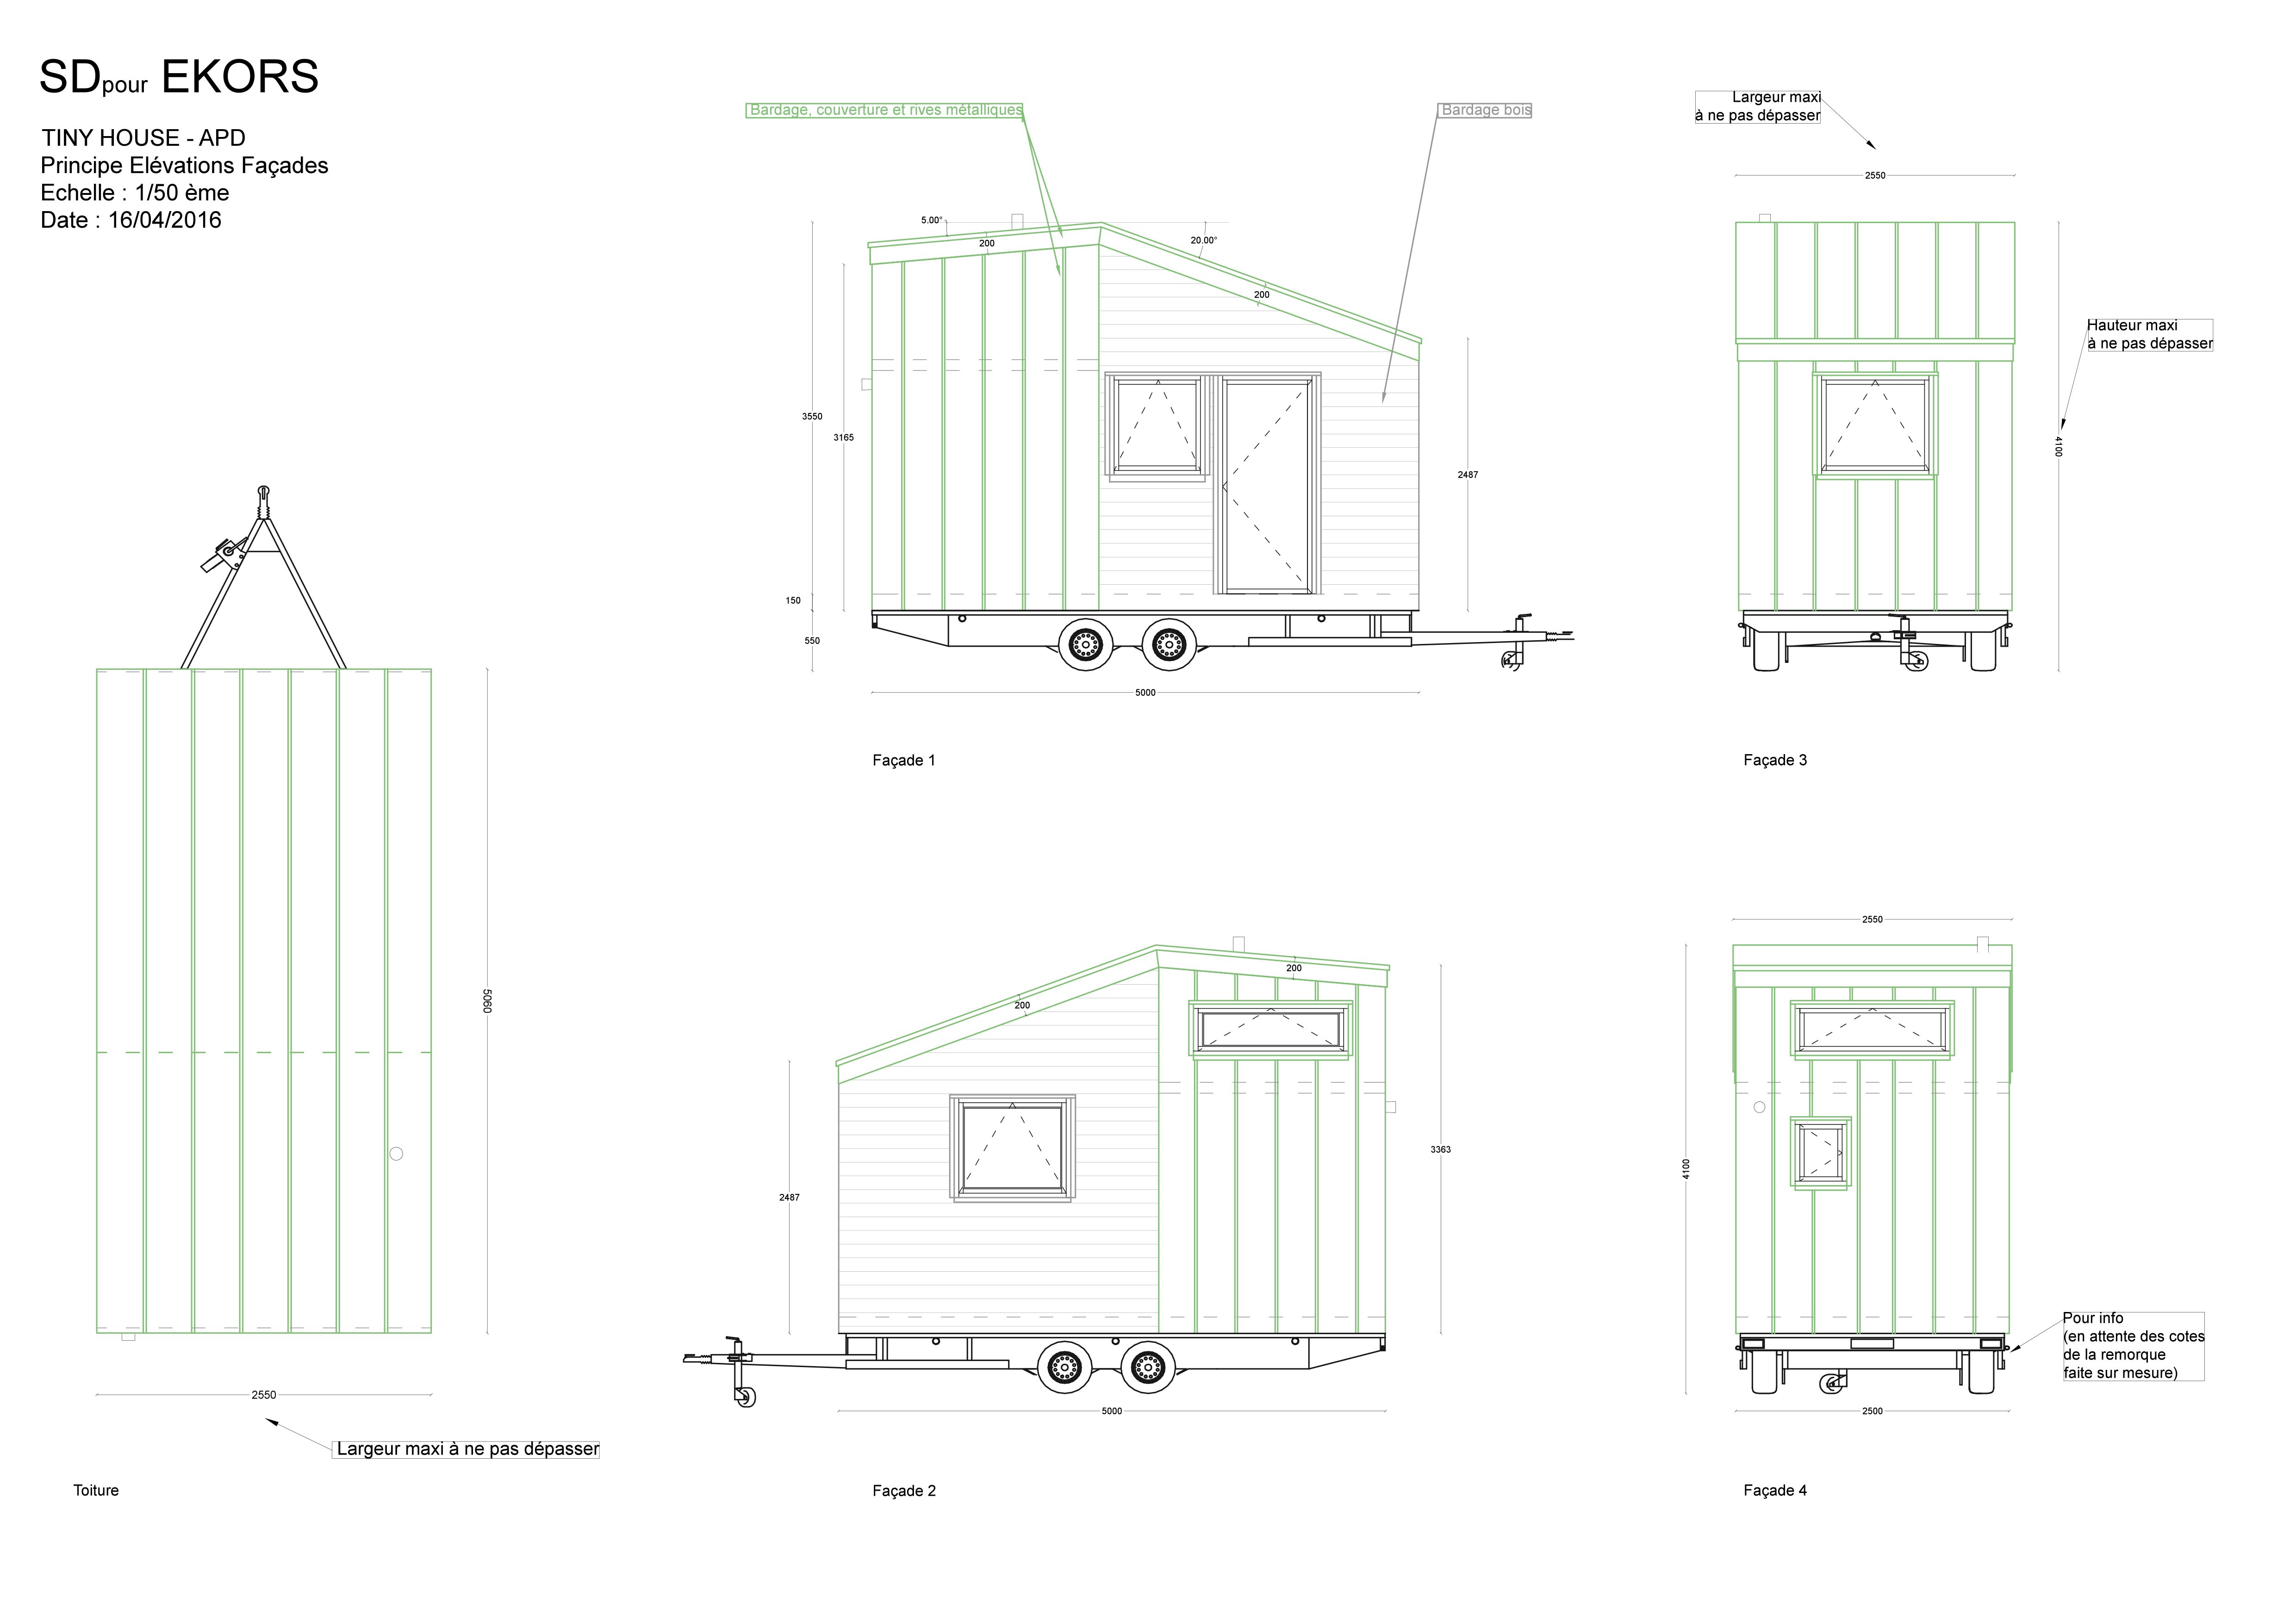 SD pour EKORS
TINY HOUSE - APD
Principe Elévations Façades
Echelle : 1/50 ème
Date : 16/04/2016
Bardage, couverture et rives métalliques
Bardage bois
5.00°
200
20.00°
200
3550
3165
2487
150
550
5000
Façade 1
Largeur maxi
à ne pas dépasser
2550
Hauteur maxi
à ne pas dépasser
4100
Façade 3
5060
2550
Largeur maxi à ne pas dépasser
Toiture
200
200
2487
3363
5000
Façade 2
2550
4100
Pour info
(en attente des cotes
de la remorque
faite sur mesure)
2500
Façade 4